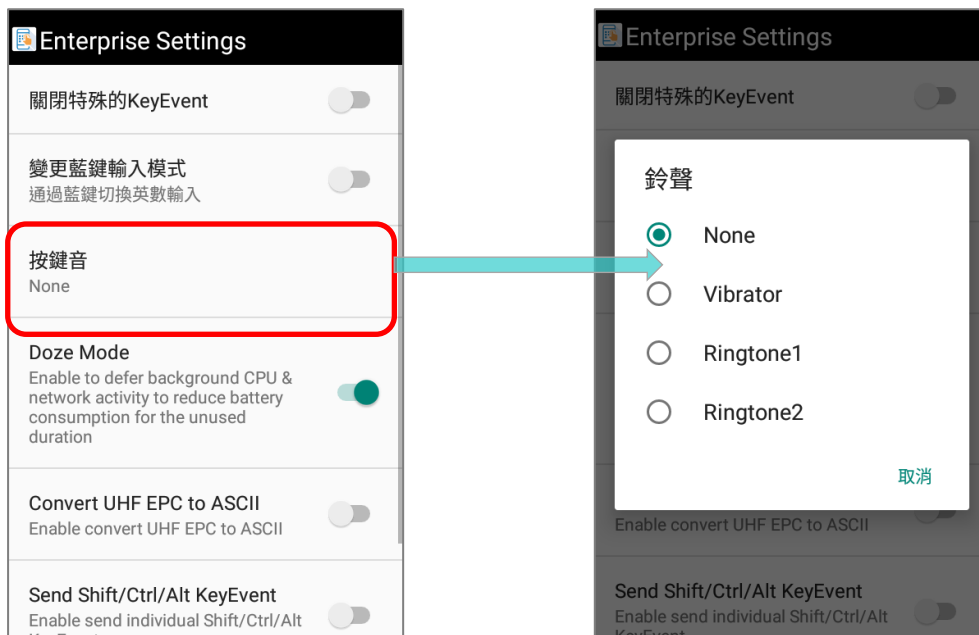 Enterprise Settings
關閉特殊的KeyEvent
變更藍鍵輸入模式
通過藍鍵切換英數輸入
按鍵音
None
Doze Mode
Enable to defer background CPU &
network activity to reduce battery
consumption for the unused
duration
Convert UHF EPC to ASCII
Enable convert UHF EPC to ASCII
Send Shift/Ctrl/Alt KeyEvent
Enable send individual Shift/Ctrl/Alt
Enterprise Settings
關閉特殊的KeyEvent
鈴聲
None
Vibrator
Ringtone1
Ringtone2
取消
Enable convert UHF EPC to ASCII
Send Shift/Ctrl/Alt KeyEvent
Enable send individual Shift/Ctrl/Alt
KeyEvent